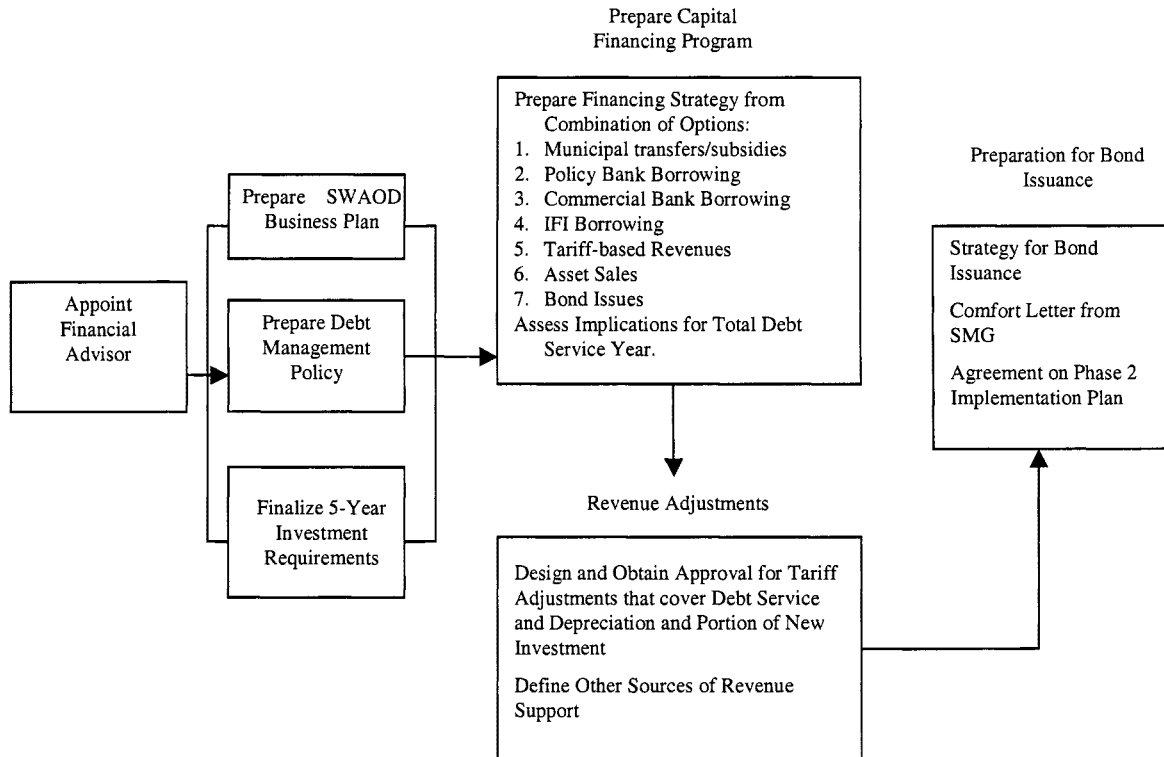 Appoint
Financial
Advisor
Prepare SWAOD
Business Plan
Prepare Debt
Management
Policy
Finalize 5-Year
Investment
Requirements
Prepare Capital
Financing Program
Prepare Financing Strategy from
Combination of Options:
1. Municipal transfers/subsidies
2. Policy Bank Borrowing
3. Commercial Bank Borrowing
4. IFI Borrowing
5. Tariff-based Revenues
6. Asset Sales
7. Bond Issues
Assess Implications for Total Debt
Service Year.
Revenue Adjustments
Design and Obtain Approval for Tariff
Adjustments that cover Debt Service
and Depreciation and Portion of New
Investment
Define Other Sources of Revenue
Support
Preparation for Bond
Issuance
Strategy for Bond
Issuance
Comfort Letter from
SMG
Agreement on Phase 2
Implementation Plan